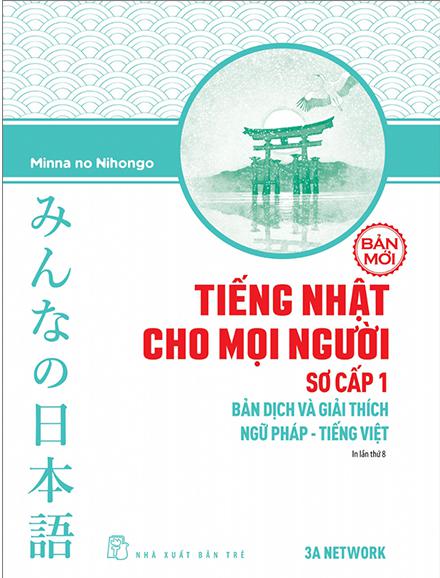 Minna no Nihongo
みんなの日本語
BẢN
MỚI
TIẾNG NHẬT
CHO MỌI NGƯỜI
SƠ CẤP 1
BẢN DỊCH VÀ GIẢI THÍCH
NGỮ PHÁP - TIẾNG VIỆT
In lần thứ 8
NHÀ XUẤT BẢN TRẺ
3A NETWORK